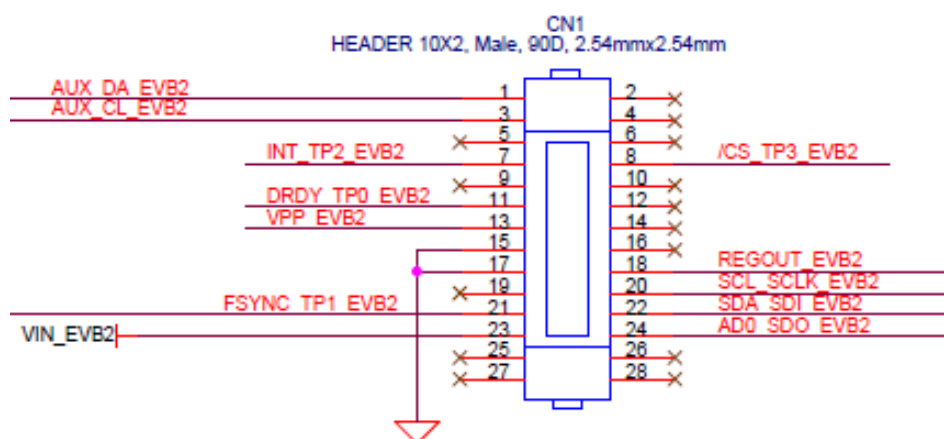 CN1
HEADER 10X2, Male, 90D, 2.54mmx2.54mm
AUX_DA_EVB2 1 2
AUX_CL_EVB2 3 4
5 6
INT_TP2_EVB2 7 8 /CS_TP3_EVB2
9 10
DRDY_TP0_EVB2 11 12
VPP_EVB2 13 14
15 16
17 18 REGOUT_EVB2
19 20 SCL_SCLK_EVB2
FSYNC_TP1_EVB2 21 22 SDA_SDI_EVB2
VIN_EVB2 23 24 AD0_SDO_EVB2
25 26
27 28